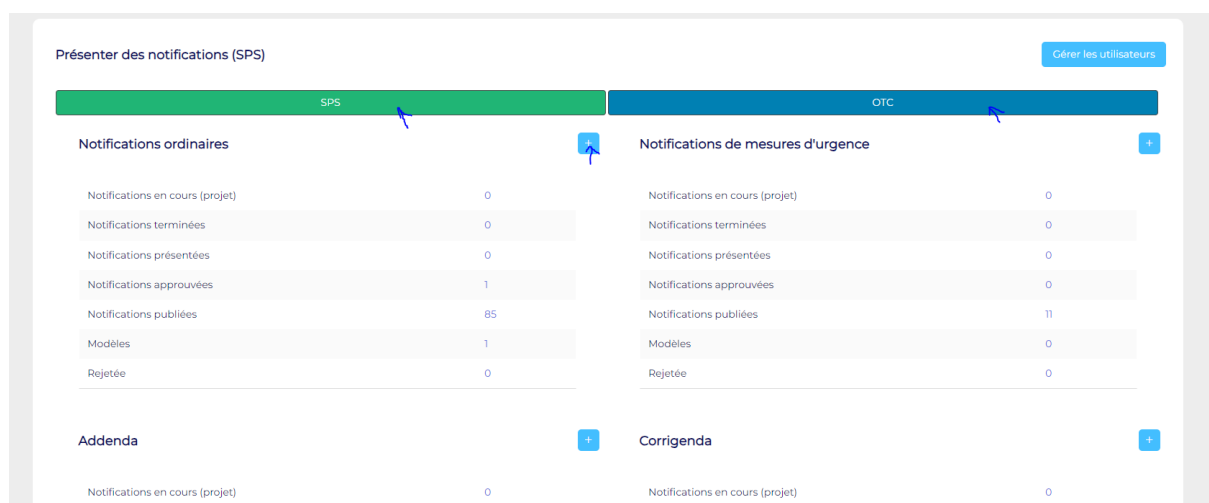 Présenter des notifications (SPS)
Gérer les utilisateurs
SPS
OTC
Notifications ordinaires
+
Notifications en cours (projet) 0
Notifications terminées 0
Notifications présentées 0
Notifications approuvées 1
Notifications publiées 85
Modèles 1
Rejetée 0
Notifications de mesures d'urgence
+
Notifications en cours (projet) 0
Notifications terminées 0
Notifications présentées 0
Notifications approuvées 0
Notifications publiées 11
Modèles 0
Rejetée 0
Addenda
+
Notifications en cours (projet) 0
Corrigenda
+
Notifications en cours (projet) 0